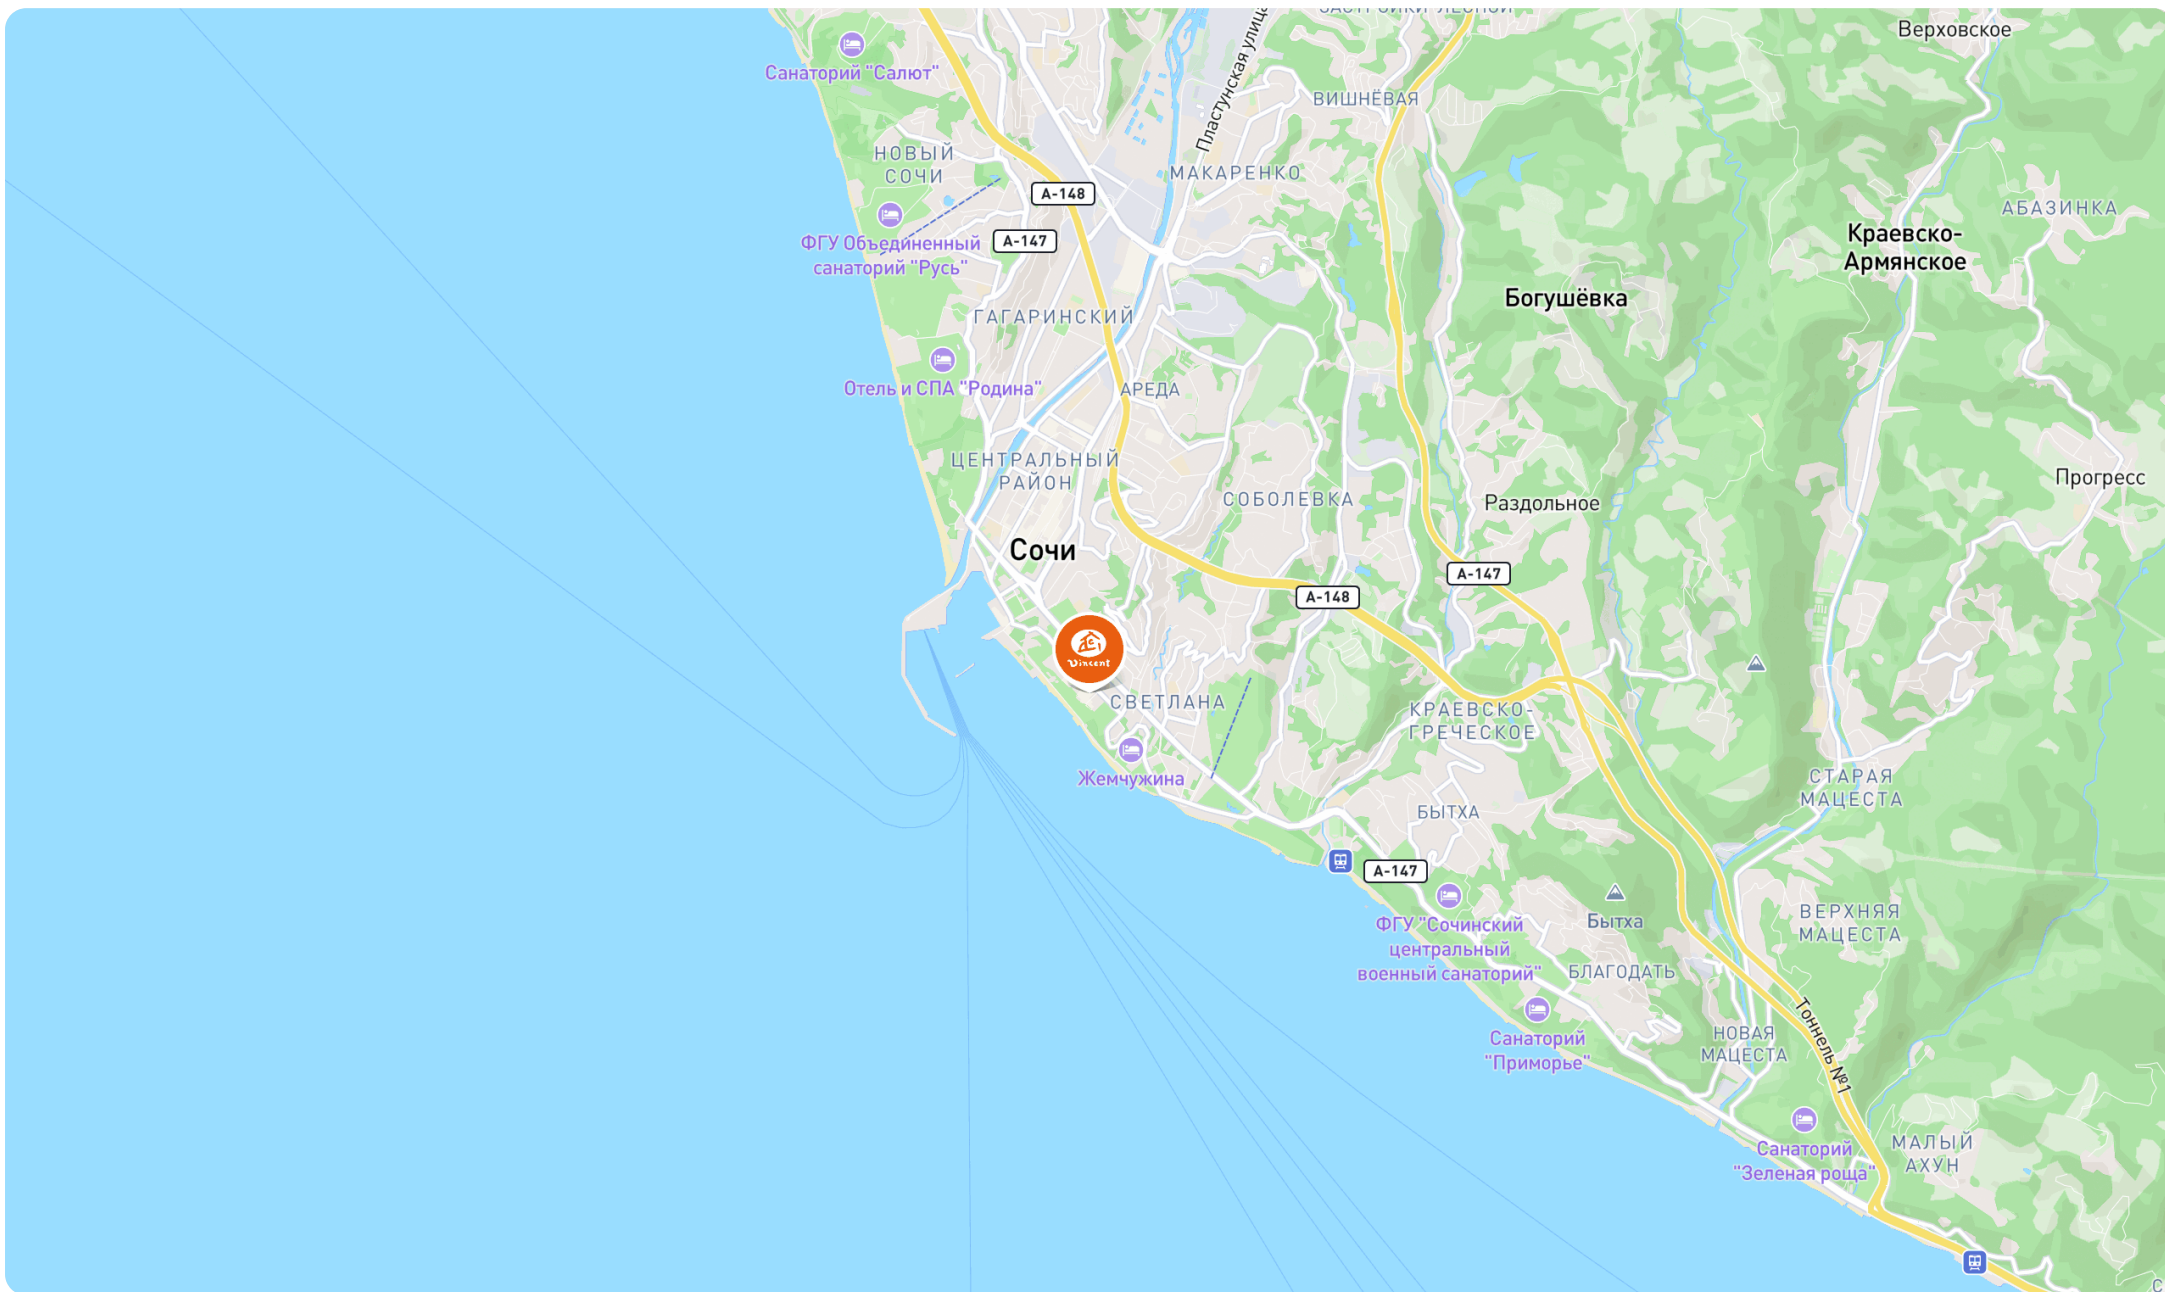 ЗАСТРОЙКИ ЛЕСНОЙ
Верховское
Санаторий "Салют"
Пластунская улица
ВИШНЁВАЯ
НОВЫЙ
СОЧИ
МАКАРЕНКО
А-148
АБАЗИНКА
ФГУ Объединенный
санаторий "Русь"
А-147
Краевско-
Армянское
Богушёвка
ГАГАРИНСКИЙ
Отель и СПА "Родина"
АРЕДА
ЦЕНТРАЛЬНЫЙ
РАЙОН
СОБОЛЕВКА
Раздольное
Прогресс
Сочи
А-147
А-148
Vincent
СВЕТЛАНА
КРАЕВСКО-
ГРЕЧЕСКОЕ
Жемчужина
СТАРАЯ
МАЦЕСТА
БЫТХА
А-147
ФГУ "Сочинский
центральный
военный санаторий"
Бытха
ВЕРХНЯЯ
МАЦЕСТА
БЛАГОДАТЬ
Санаторий
"Приморье"
НОВАЯ
МАЦЕСТА
Тоннель №1
Санаторий
"Зеленая роща"
МАЛЫЙ
АХУН